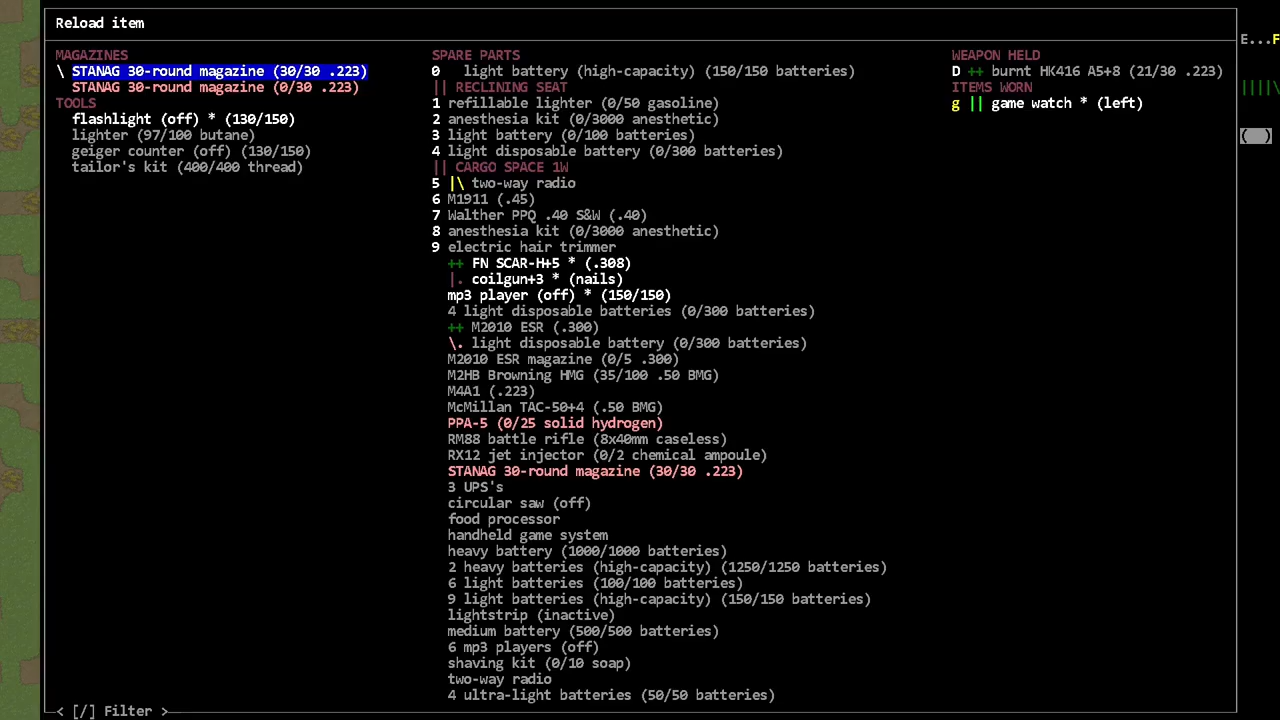 Reload item
MAGAZINES
\ STANAG 30-round magazine (30/30 .223)
STANAG 30-round magazine (0/30 .223)
TOOLS
flashlight (off) * (130/150)
lighter (97/100 butane)
geiger counter (off) (130/150)
tailor's kit (400/400 thread)
SPARE PARTS
0 light battery (high-capacity) (150/150 batteries)
|| RECLINING SEAT
1 refillable lighter (0/50 gasoline)
2 anesthesia kit (0/3000 anesthetic)
3 light battery (0/100 batteries)
4 light disposable battery (0/300 batteries)
|| CARGO SPACE 1W
5 |\ two-way radio
6 M1911 (.45)
7 Walther PPQ .40 S&W (.40)
8 anesthesia kit (0/3000 anesthetic)
9 electric hair trimmer
++ FN SCAR-H+5 * (.308)
|. coilgun+3 * (nails)
mp3 player (off) * (150/150)
4 light disposable batteries (0/300 batteries)
++ M2010 ESR (.300)
\. light disposable battery (0/300 batteries)
M2010 ESR magazine (0/5 .300)
M2HB Browning HMG (35/100 .50 BMG)
M4A1 (.223)
McMillan TAC-50+4 (.50 BMG)
PPA-5 (0/25 solid hydrogen)
RM88 battle rifle (8x40mm caseless)
RX12 jet injector (0/2 chemical ampoule)
STANAG 30-round magazine (30/30 .223)
3 UPS's
circular saw (off)
food processor
handheld game system
heavy battery (1000/1000 batteries)
2 heavy batteries (high-capacity) (1250/1250 batteries)
6 light batteries (100/100 batteries)
9 light batteries (high-capacity) (150/150 batteries)
lightstrip (inactive)
medium battery (500/500 batteries)
6 mp3 players (off)
shaving kit (0/10 soap)
two-way radio
4 ultra-light batteries (50/50 batteries)
WEAPON HELD
D ++ burnt HK416 A5+8 (21/30 .223)
ITEMS WORN
g || game watch * (left)
E...F
||||\
( )
< [/] Filter >